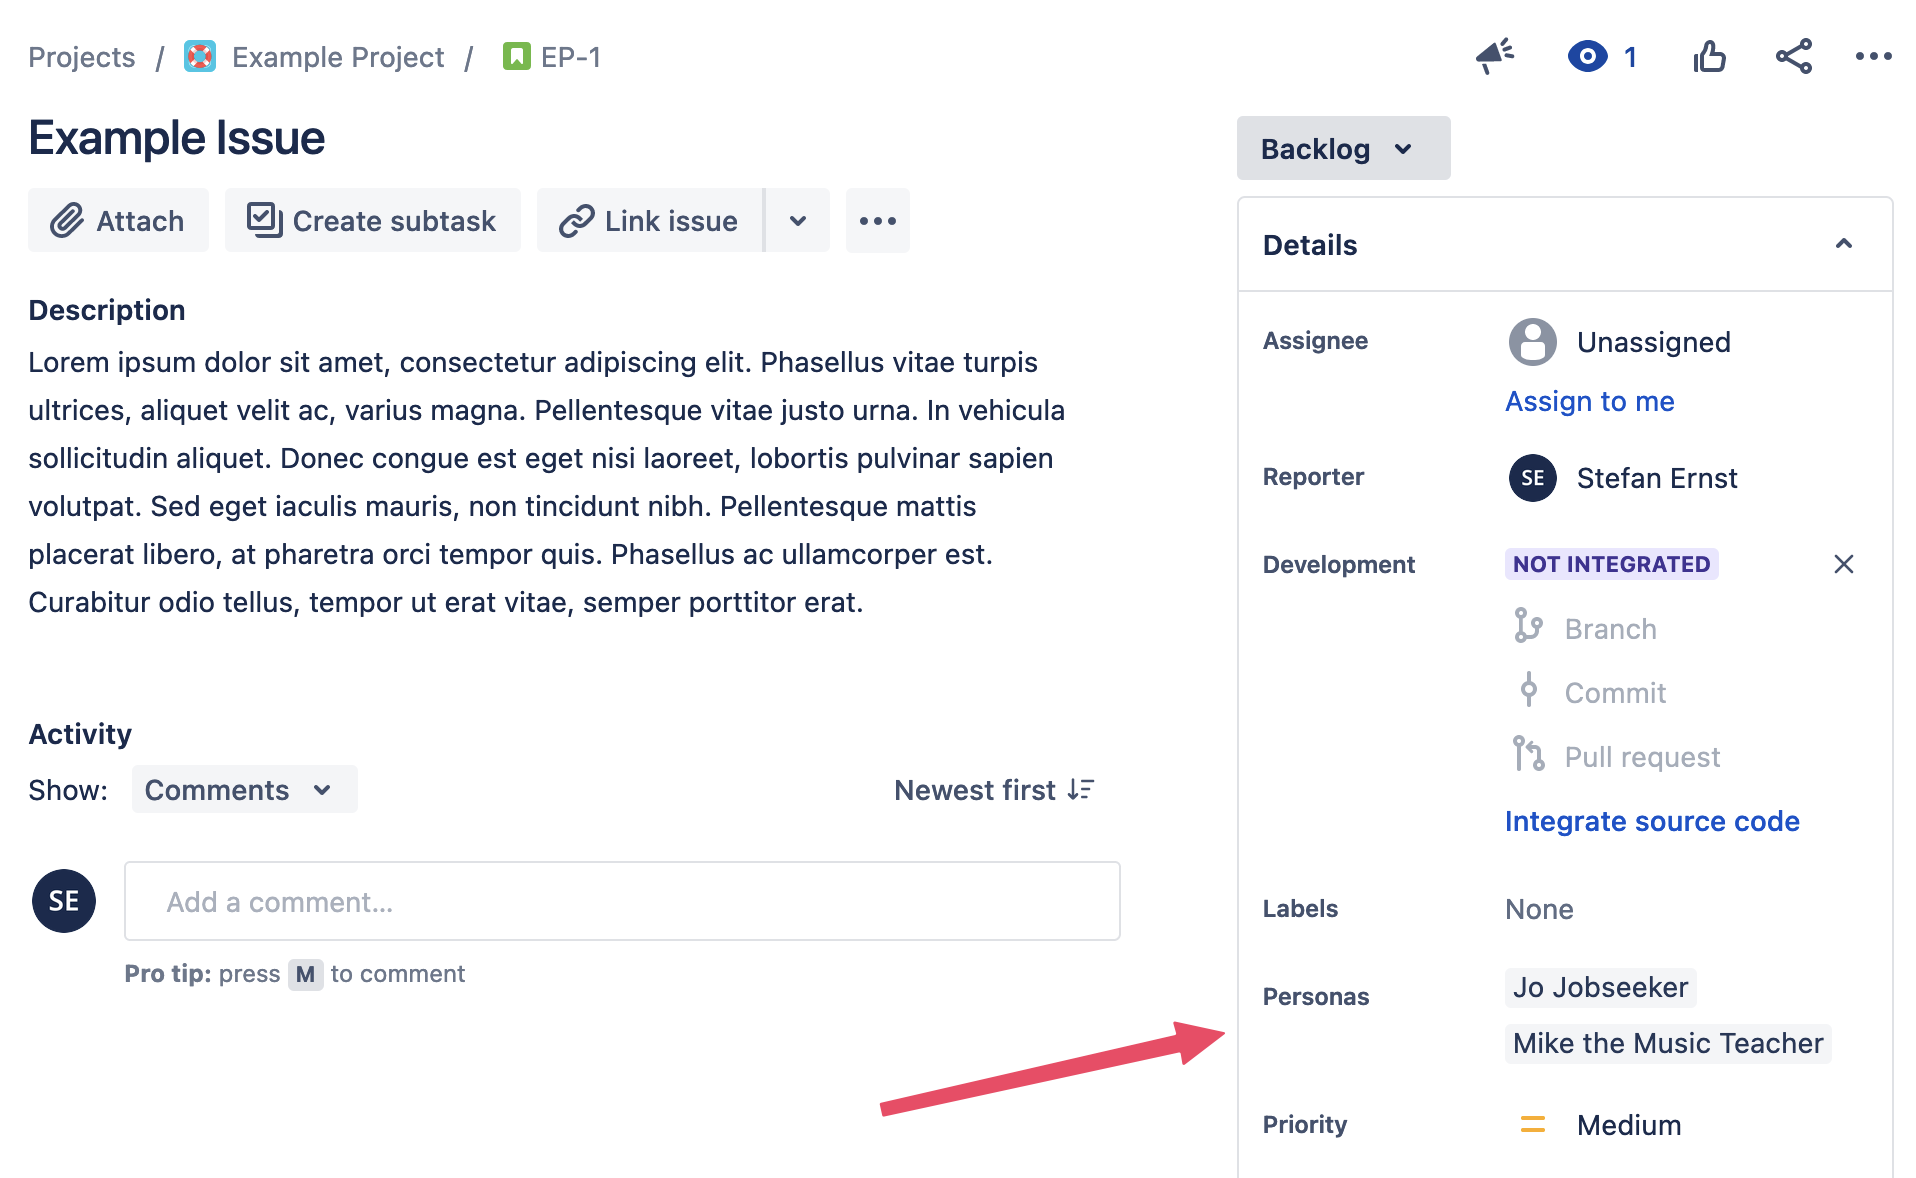 Projects / Example Project / EP-1
1
Example Issue
Attach
Create subtask
Link issue
Description
Lorem ipsum dolor sit amet, consectetur adipiscing elit. Phasellus vitae turpis
ultrices, aliquet velit ac, varius magna. Pellentesque vitae justo urna. In vehicula
sollicitudin aliquet. Donec congue est eget nisi laoreet, lobortis pulvinar sapien
volutpat. Sed eget iaculis mauris, non tincidunt nibh. Pellentesque mattis
placerat libero, at pharetra orci tempor quis. Phasellus ac ullamcorper est.
Curabitur odio tellus, tempor ut erat vitae, semper porttitor erat.
Activity
Show: Comments
Newest first
SE
Add a comment...
Pro tip: press M to comment
Backlog
Details
Assignee
Unassigned
Assign to me
Reporter
SE Stefan Ernst
Development
NOT INTEGRATED
Branch
Commit
Pull request
Integrate source code
Labels
None
Personas
Jo Jobseeker
Mike the Music Teacher
Priority
Medium